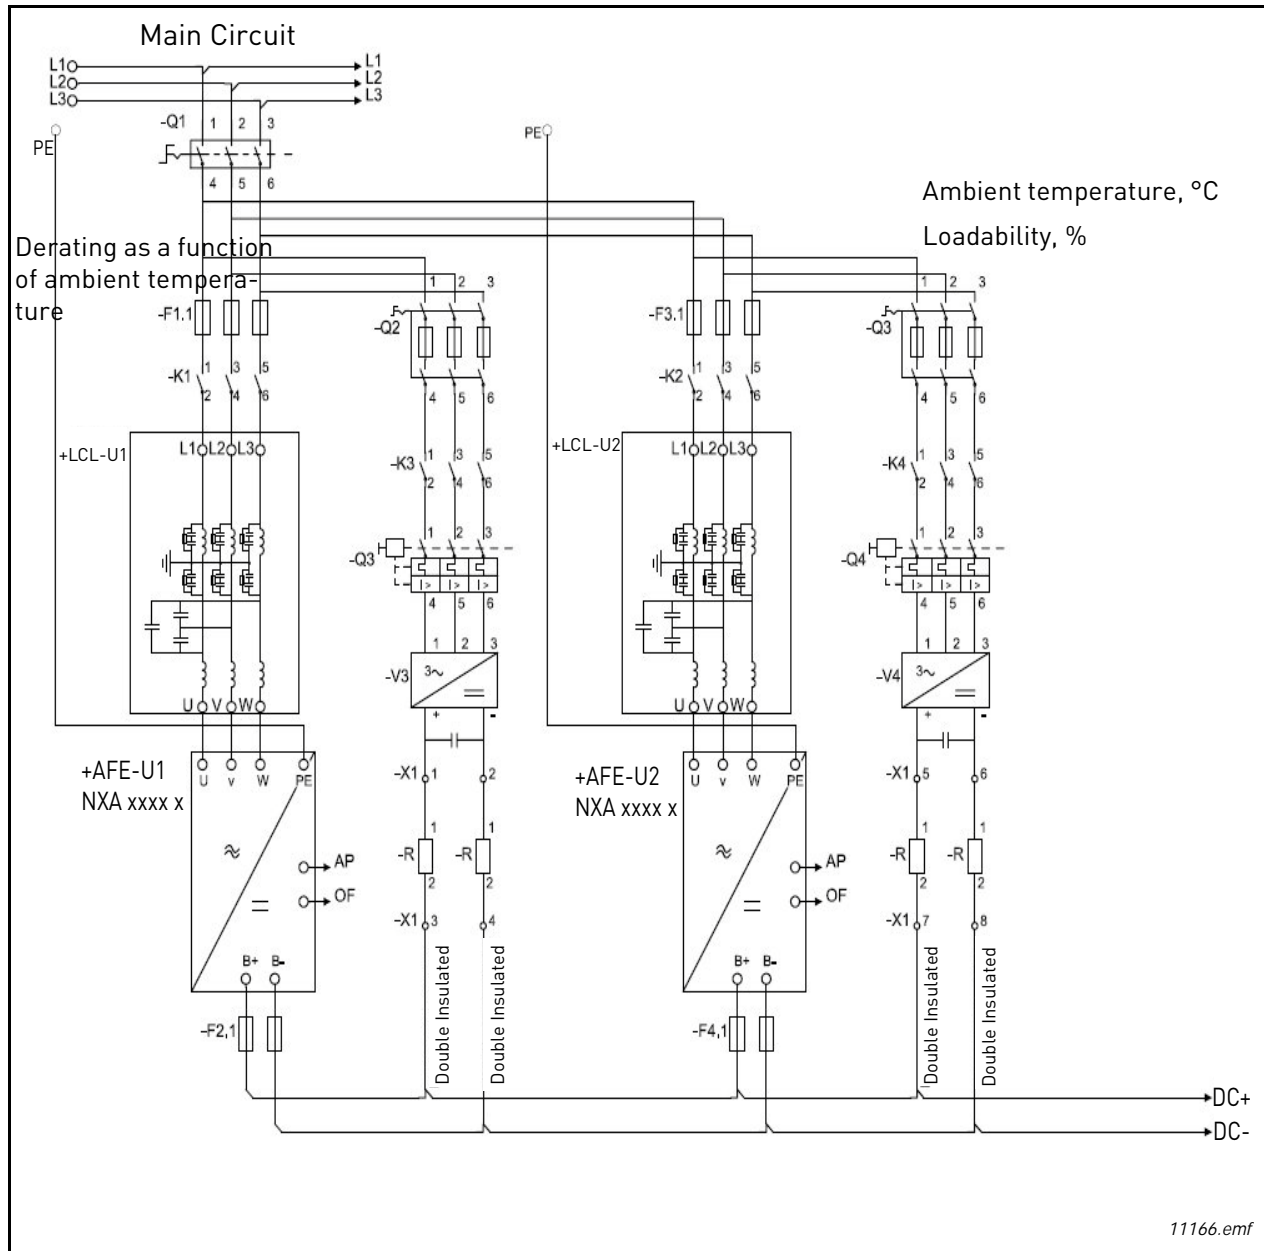 Main Circuit
L1 L1
L2 L2
L3 L3
-Q1 1 2 3
PE PE
4 5 6
Ambient temperature, °C
Loadability, %
Derating as a function
of ambient tempera-
ture
1 2 3 1 2 3
-F1.1 -Q2 -F3.1 -Q3
-K1 1 3 5 -K2 1 3 5
2 4 6 4 5 6 2 4 6 4 5 6
+LCL-U1 L1 L2 L3 +LCL-U2 L1 L2 L3
-K3 1 3 5 -K4 1 3 5
2 4 6 2 4 6
1 2 3 1 2 3
-Q3 -Q4
I> I> I> I> I> I>
4 5 6 4 5 6
1 2 3 1 2 3
-V3 3~ -V4 3~
U V W U V W
+ - + -
+AFE-U1 U v W PE -X1 1 2 +AFE-U2 U v W PE -X1 5 6
NXA xxxx x NXA xxxx x
1 1 1 1
-R -R -R -R
AP AP
2 2 2 2
OF OF
-X1 3 4 -X1 7 8
B+ B- B+ B-
Double Insulated
Double Insulated
Double Insulated
Double Insulated
-F2,1 -F4,1
DC+
DC-
11166.emf